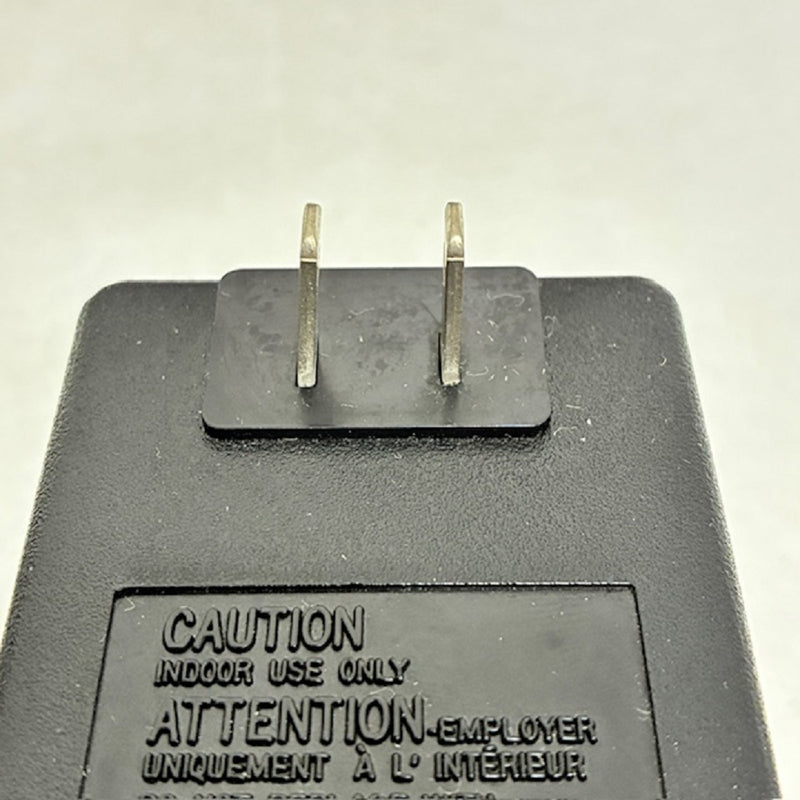 CAUTION
INDOOR USE ONLY
ATTENTION-EMPLOYER
UNIQUEMENT À L' INTÉRIEUR